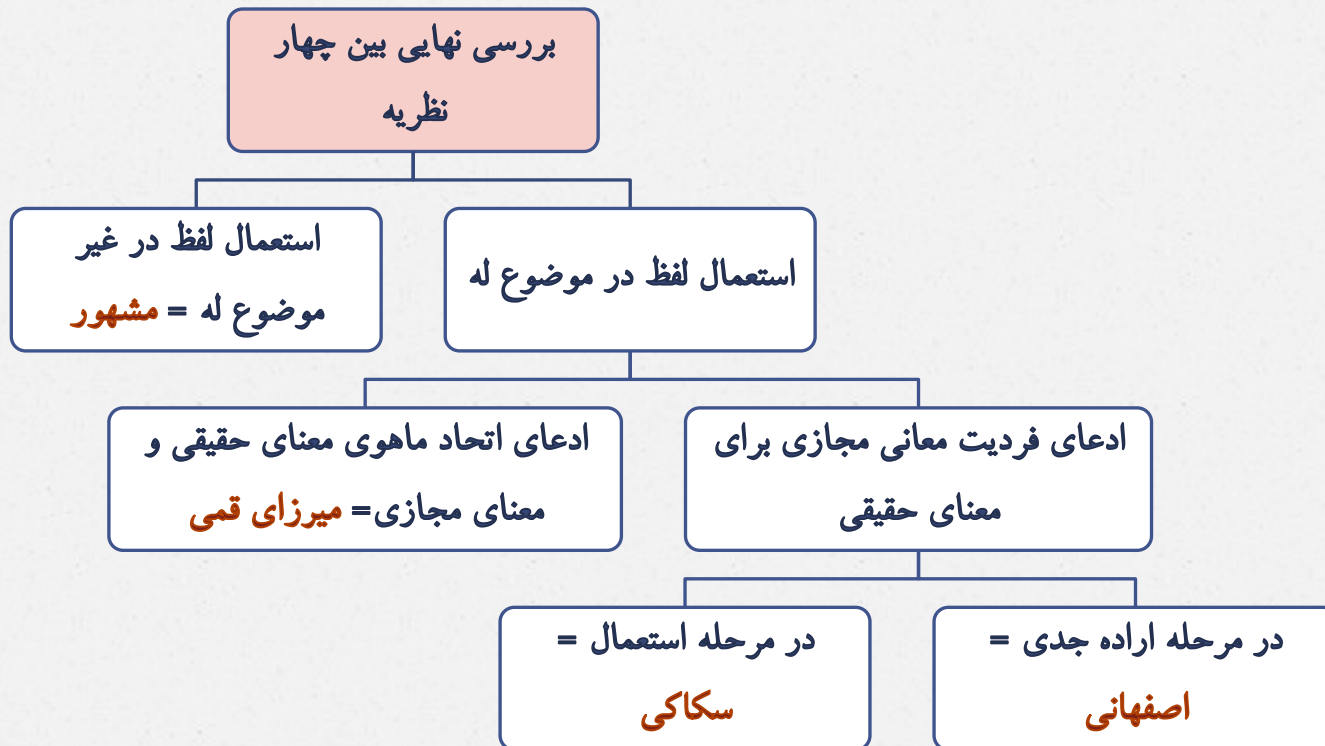 بررسی نهایی بین چهار
نظریه
استعمال لفظ در موضوع له
استعمال لفظ در غیر
موضوع له = مشهور
ادعای فردیت معانی مجازی برای
معنای حقیقی
ادعای اتحاد ماهوی معنای حقیقی و
معنای مجازی= میرزای قمی
در مرحله اراده جدی =
اصفهانی
در مرحله استعمال =
سکاکی